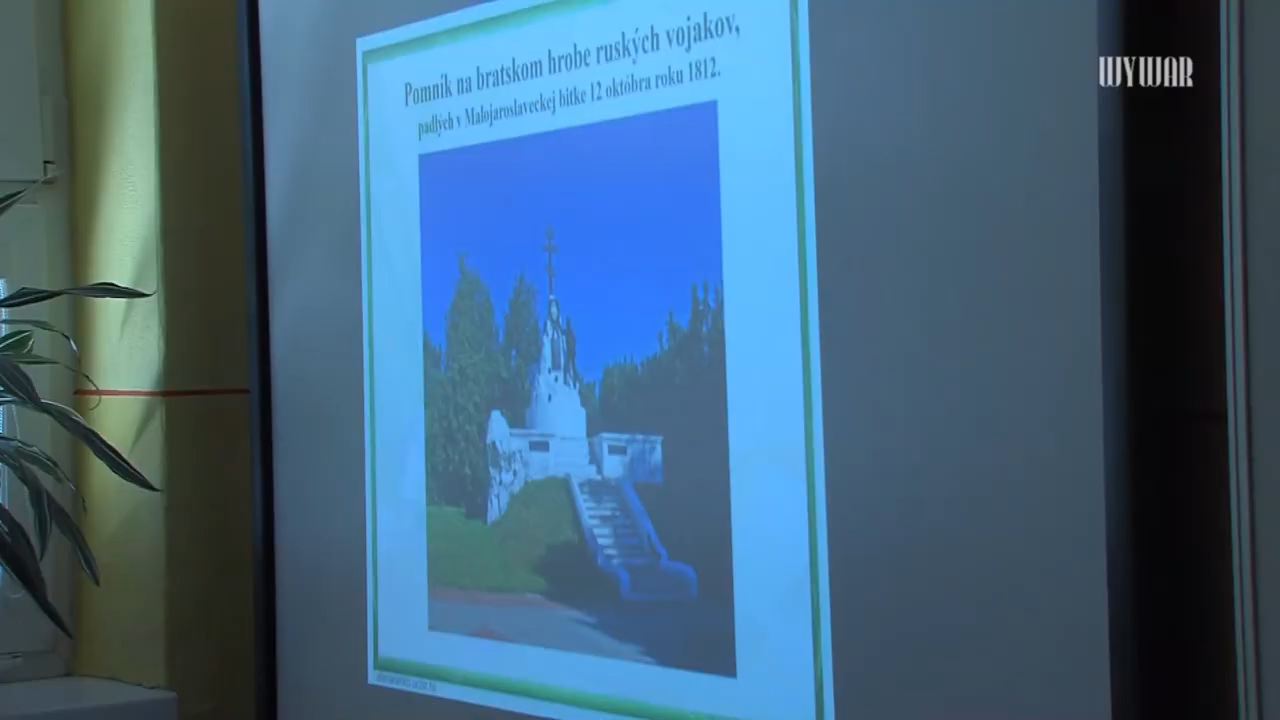 Pomník na bratskom hrobe ruských vojakov,
padlých v Malojaroslaveckej bitke 12 októbra roku 1812.
WYWAR